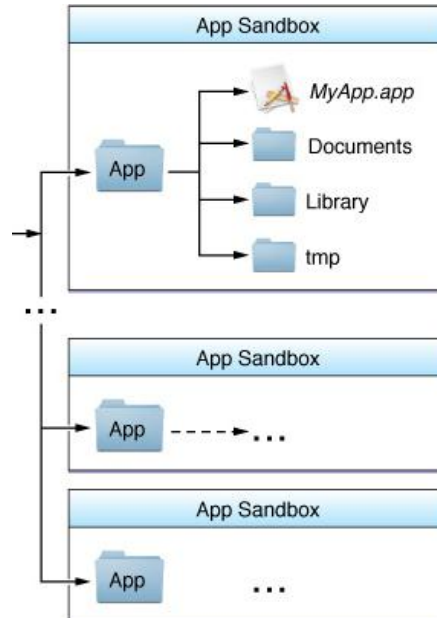 App Sandbox
MyApp.app
App
Documents
Library
tmp
...
App Sandbox
App
...
App Sandbox
App
...